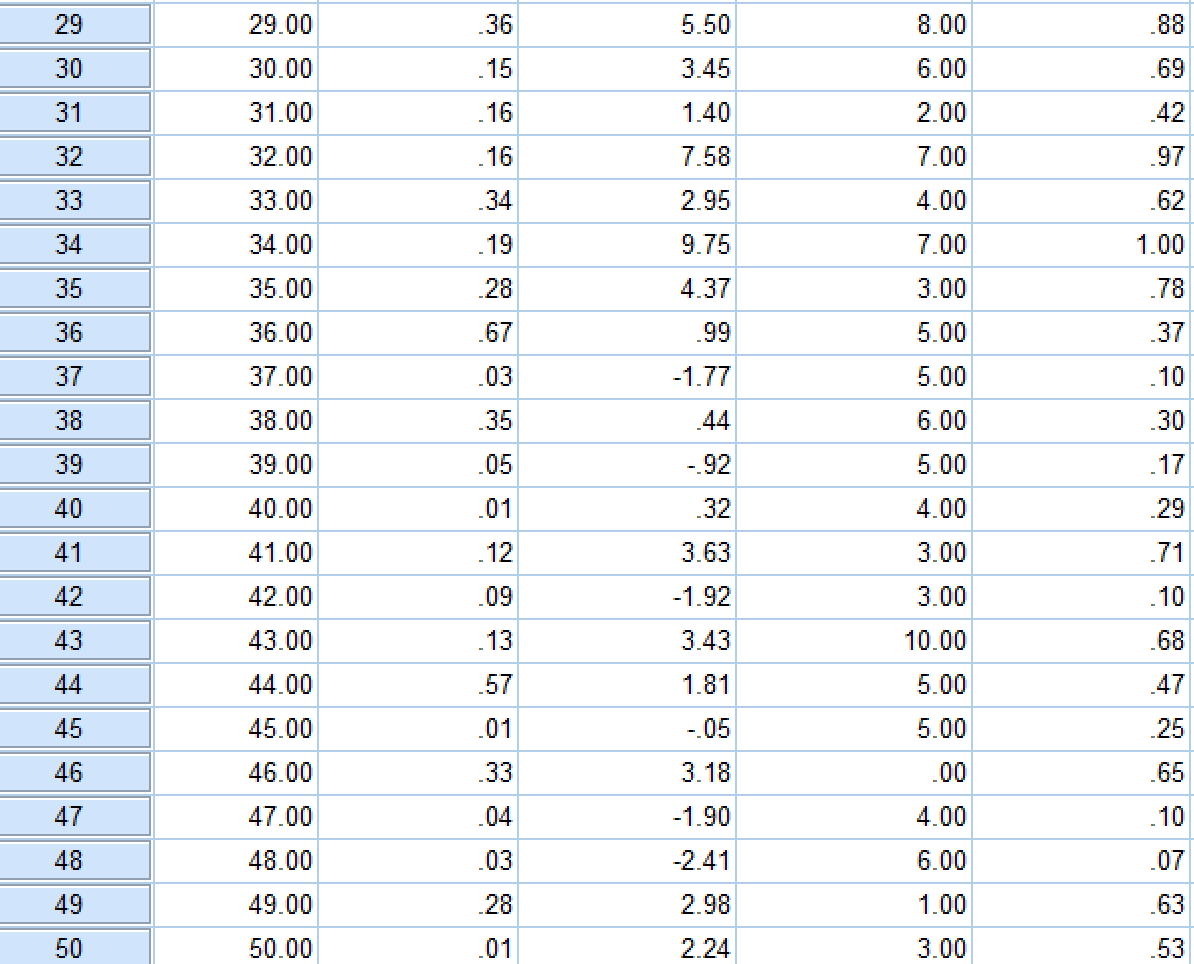 29 29.00 .36 5.50 8.00 .88
30 30.00 .15 3.45 6.00 .69
31 31.00 .16 1.40 2.00 .42
32 32.00 .16 7.58 7.00 .97
33 33.00 .34 2.95 4.00 .62
34 34.00 .19 9.75 7.00 1.00
35 35.00 .28 4.37 3.00 .78
36 36.00 .67 .99 5.00 .37
37 37.00 .03 -1.77 5.00 .10
38 38.00 .35 .44 6.00 .30
39 39.00 .05 -.92 5.00 .17
40 40.00 .01 .32 4.00 .29
41 41.00 .12 3.63 3.00 .71
42 42.00 .09 -1.92 3.00 .10
43 43.00 .13 3.43 10.00 .68
44 44.00 .57 1.81 5.00 .47
45 45.00 .01 -.05 5.00 .25
46 46.00 .33 3.18 .00 .65
47 47.00 .04 -1.90 4.00 .10
48 48.00 .03 -2.41 6.00 .07
49 49.00 .28 2.98 1.00 .63
50 50.00 .01 2.24 3.00 .53